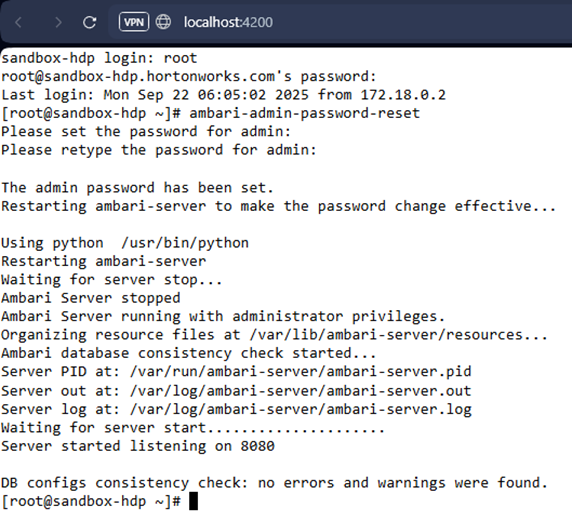 VPN localhost:4200
sandbox-hdp login: root
root@sandbox-hdp.hortonworks.com's password:
Last login: Mon Sep 22 06:05:02 2025 from 172.18.0.2
[root@sandbox-hdp ~]# ambari-admin-password-reset
Please set the password for admin:
Please retype the password for admin:

The admin password has been set.
Restarting ambari-server to make the password change effective...

Using python  /usr/bin/python
Restarting ambari-server
Waiting for server stop...
Ambari Server stopped
Ambari Server running with administrator privileges.
Organizing resource files at /var/lib/ambari-server/resources...
Ambari database consistency check started...
Server PID at: /var/run/ambari-server/ambari-server.pid
Server out at: /var/log/ambari-server/ambari-server.out
Server log at: /var/log/ambari-server/ambari-server.log
Waiting for server start.....................
Server started listening on 8080

DB configs consistency check: no errors and warnings were found.
[root@sandbox-hdp ~]#